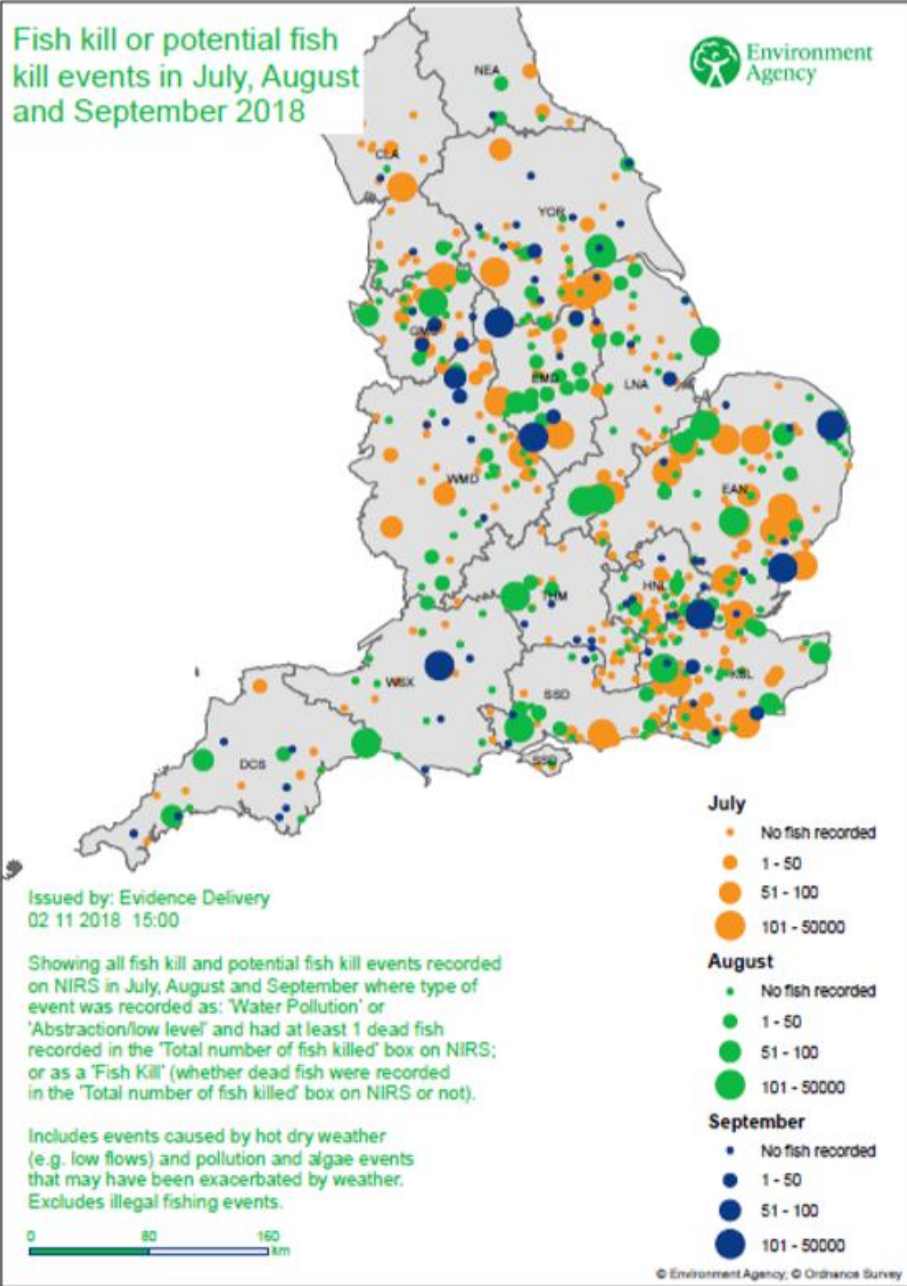 Fish kill or potential fish
kill events in July, August
and September 2018
Environment
Agency
NEA
CLA
YOR
GMC
EMD
LNA
WMD
EAN
HNL
THM
WSX
KSL
SSD
SSD
DCS
July
No fish recorded
1 - 50
51 - 100
101 - 50000
August
No fish recorded
1 - 50
51 - 100
101 - 50000
September
No fish recorded
1 - 50
51 - 100
101 - 50000
Issued by: Evidence Delivery
02 11 2018 15:00
Showing all fish kill and potential fish kill events recorded
on NIRS in July, August and September where type of
event was recorded as: 'Water Pollution' or
'Abstraction/low level' and had at least 1 dead fish
recorded in the 'Total number of fish killed' box on NIRS;
or as a 'Fish Kill' (whether dead fish were recorded
in the 'Total number of fish killed' box on NIRS or not).
Includes events caused by hot dry weather
(e.g. low flows) and pollution and algae events
that may have been exacerbated by weather.
Excludes illegal fishing events.
0 80 160
km
© Environment Agency; © Ordnance Survey